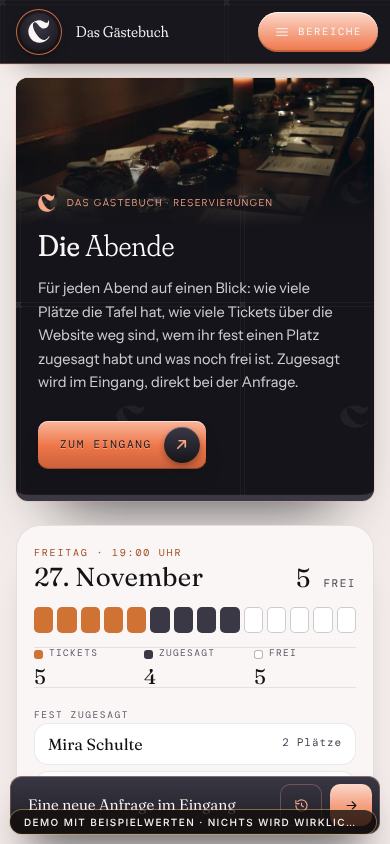 Das Gästebuch
BEREICHE
DAS GÄSTEBUCH · RESERVIERUNGEN
Die Abende
Für jeden Abend auf einen Blick: wie viele
Plätze die Tafel hat, wie viele Tickets über die
Website weg sind, wem ihr fest einen Platz
zugesagt habt und was noch frei ist. Zugesagt
wird im Eingang, direkt bei der Anfrage.
ZUM EINGANG
FREITAG · 19:00 UHR
27. November
5 FREI
TICKETS
ZUGESAGT
FREI
5
4
5
FEST ZUGESAGT
Mira Schulte
2 Plätze
Eine neue Anfrage im Eingang
DEMO MIT BEISPIELWERTEN · NICHTS WIRD WIRKLIC…